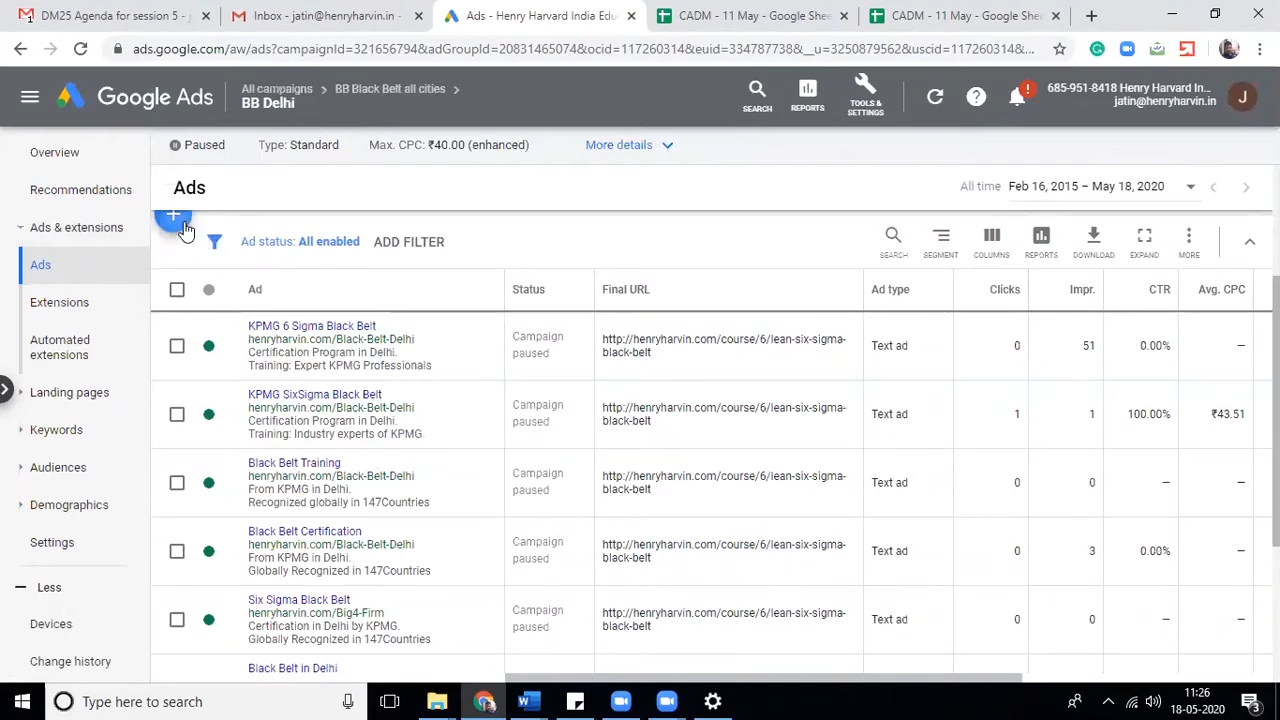 DM25 Agenda for session 5 - j
Inbox - jatin@henryharvin.in -
Ads - Henry Harvard India Edu
CADM - 11 May - Google Shee
CADM - 11 May - Google Shee
ads.google.com/aw/ads?campaignId=321656794&adGroupId=20831465074&ocid=117260314&euid=334787738&__u=3250879562&uscid=117260314&...
Google Ads
All campaigns
BB Black Belt all cities
BB Delhi
SEARCH
REPORTS
TOOLS & SETTINGS
685-951-8418 Henry Harvard In...
jatin@henryharvin.in
J
Overview
Recommendations
Ads & extensions
Ads
Extensions
Automated extensions
Landing pages
Keywords
Audiences
Demographics
Settings
Less
Devices
Change history
Paused
Type: Standard
Max. CPC: ₹40.00 (enhanced)
More details
Ads
All time
Feb 16, 2015 – May 18, 2020
Ad status: All enabled
ADD FILTER
SEARCH
SEGMENT
COLUMNS
REPORTS
DOWNLOAD
EXPAND
MORE
Ad
Status
Final URL
Ad type
Clicks
Impr.
CTR
Avg. CPC
KPMG 6 Sigma Black Belt
henryharvin.com/Black-Belt-Delhi
Certification Program in Delhi.
Training: Expert KPMG Professionals
Campaign paused
http://henryharvin.com/course/6/lean-six-sigma-
black-belt
Text ad
0
51
0.00%
—
KPMG SixSigma Black Belt
henryharvin.com/Black-Belt-Delhi
Certification Program in Delhi.
Training: Industry experts of KPMG
Campaign paused
http://henryharvin.com/course/6/lean-six-sigma-
black-belt
Text ad
1
1
100.00%
₹43.51
Black Belt Training
henryharvin.com/Black-Belt-Delhi
From KPMG in Delhi.
Recognized globally in 147Countries
Campaign paused
http://henryharvin.com/course/6/lean-six-sigma-
black-belt
Text ad
0
0
—
—
Black Belt Certification
henryharvin.com/Black-Belt-Delhi
From KPMG in Delhi.
Globally Recognized in 147Countries
Campaign paused
http://henryharvin.com/course/6/lean-six-sigma-
black-belt
Text ad
0
3
0.00%
—
Six Sigma Black Belt
henryharvin.com/Big4-Firm
Certification in Delhi by KPMG.
Globally Recognized in 147Countries
Campaign paused
http://henryharvin.com/course/6/lean-six-sigma-
black-belt
Text ad
0
0
—
—
Black Belt in Delhi
Type here to search
11:26
18-05-2020
3